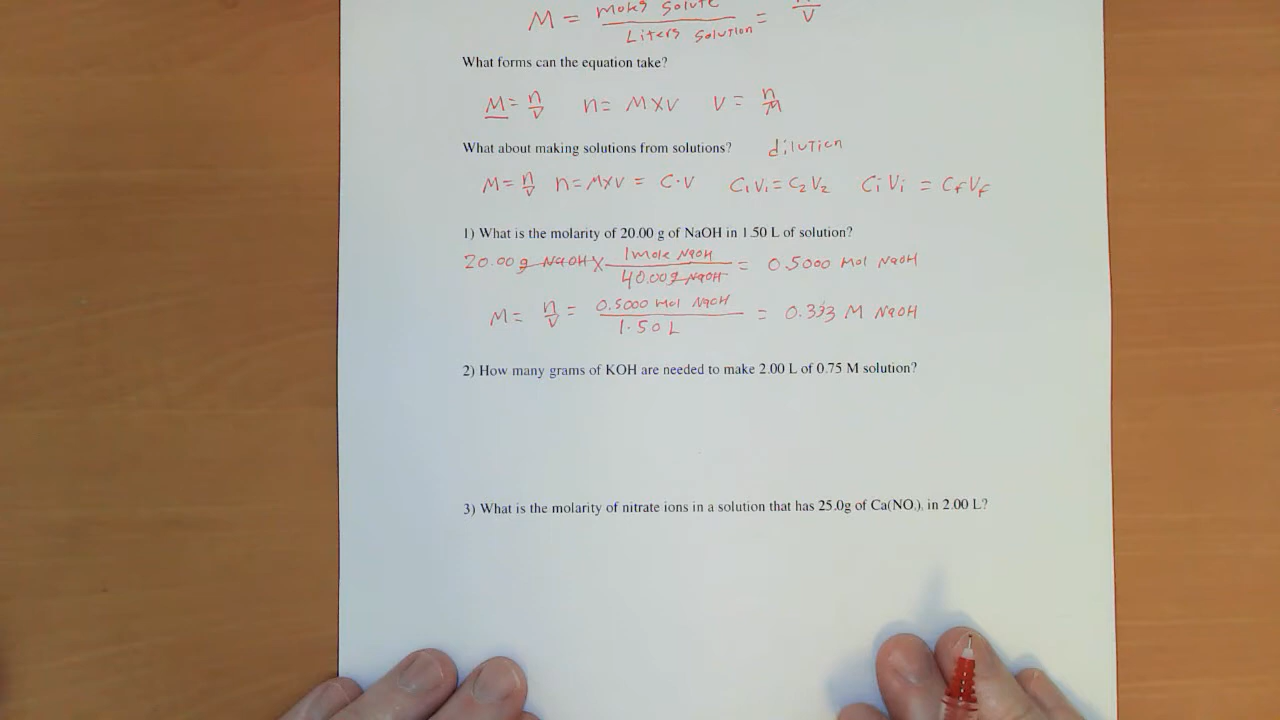 M = moles solute / Liters solution = n / V
What forms can the equation take?
M = n/V n = M×V V = n/M
What about making solutions from solutions? dilution
M = n/V n = M×V = C·V C₁V₁ = C₂V₂ CᵢVᵢ = C_fV_f
1) What is the molarity of 20.00 g of NaOH in 1.50 L of solution?
20.00 g NaOH × 1 mole NaOH / 40.00 g NaOH = 0.5000 mol NaOH
M = n/V = 0.5000 mol NaOH / 1.50 L = 0.333 M NaOH
2) How many grams of KOH are needed to make 2.00 L of 0.75 M solution?
3) What is the molarity of nitrate ions in a solution that has 25.0g of Ca(NO₃)₂ in 2.00 L?